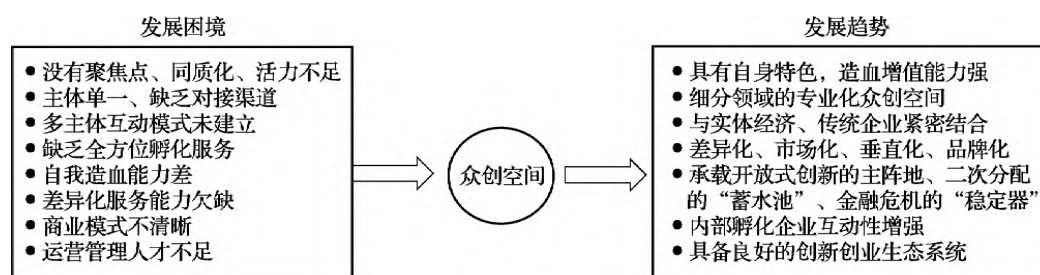 发展困境
● 没有聚焦点、同质化、活力不足
● 主体单一、缺乏对接渠道
● 多主体互动模式未建立
● 缺乏全方位孵化服务
● 自我造血能力差
● 差异化服务能力欠缺
● 商业模式不清晰
● 运营管理人才不足
众创空间
发展趋势
● 具有自身特色，造血增值能力强
● 细分领域的专业化众创空间
● 与实体经济、传统企业紧密结合
● 差异化、市场化、垂直化、品牌化
● 承载开放式创新的主阵地、二次分配
的“蓄水池”、金融危机的“稳定器”
● 内部孵化企业互动性增强
● 具备良好的创新创业生态系统